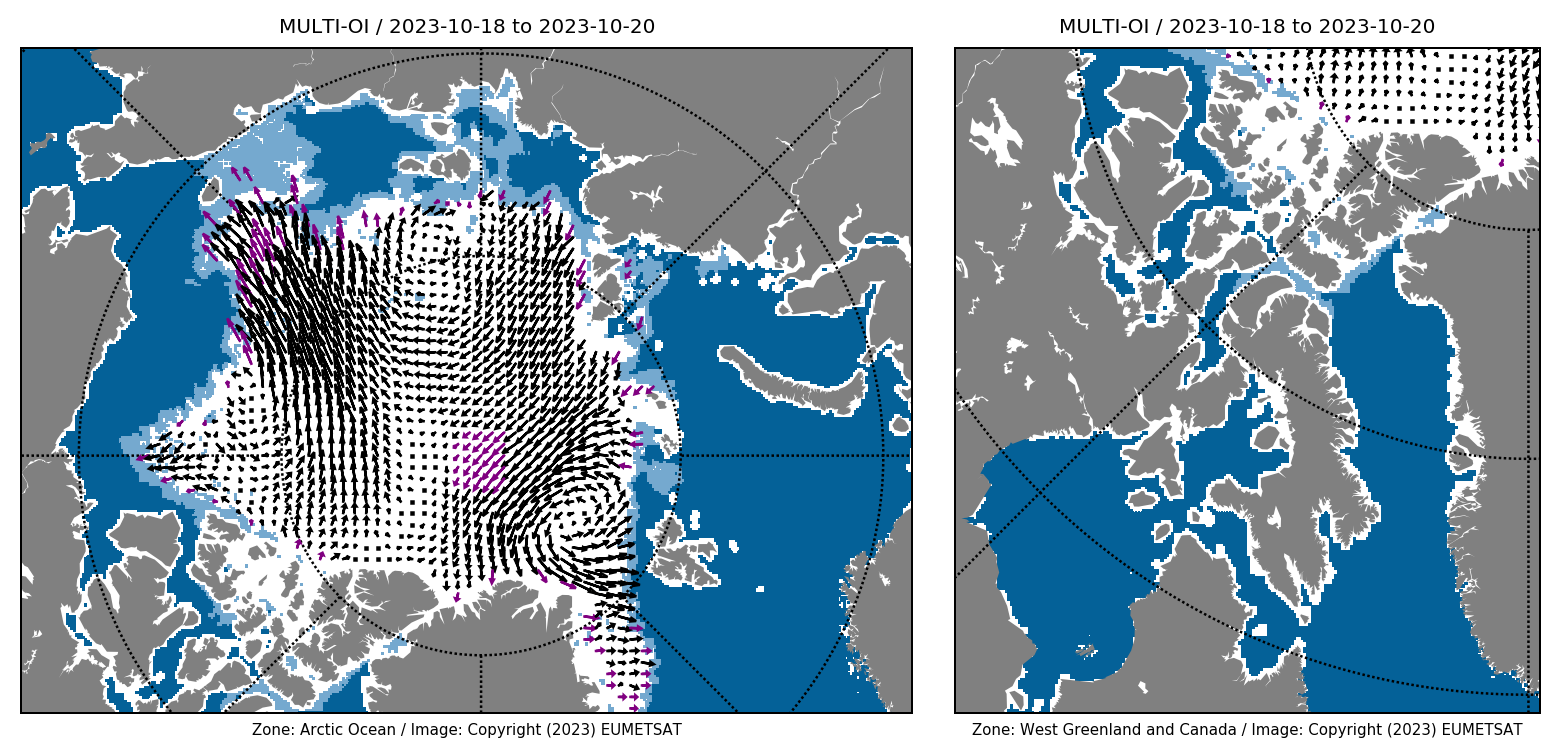 MULTI-OI / 2023-10-18 to 2023-10-20
MULTI-OI / 2023-10-18 to 2023-10-20
Zone: Arctic Ocean / Image: Copyright (2023) EUMETSAT
Zone: West Greenland and Canada / Image: Copyright (2023) EUMETSAT